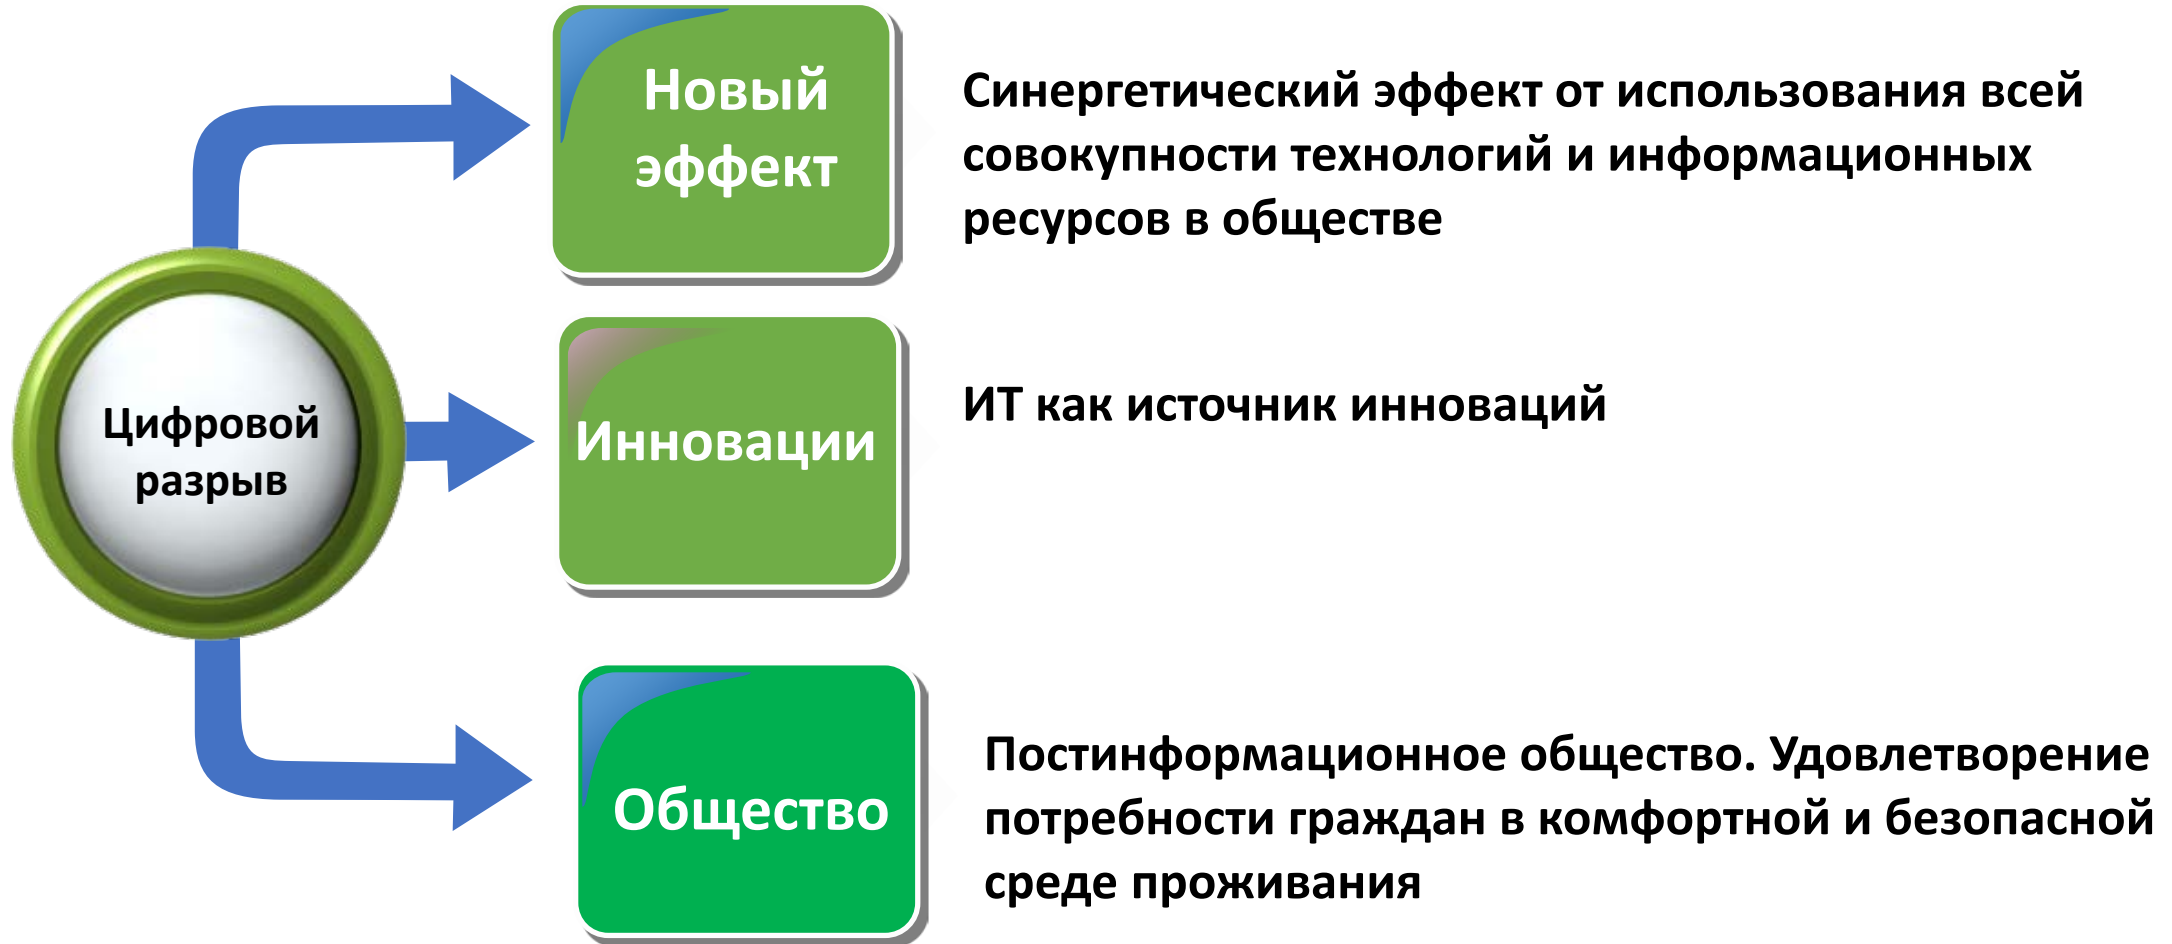 Новый
эффект
Синергетический эффект от использования всей
совокупности технологий и информационных
ресурсов в обществе
Цифровой
разрыв
Инновации
ИТ как источник инноваций
Общество
Постинформационное общество. Удовлетворение
потребности граждан в комфортной и безопасной
среде проживания